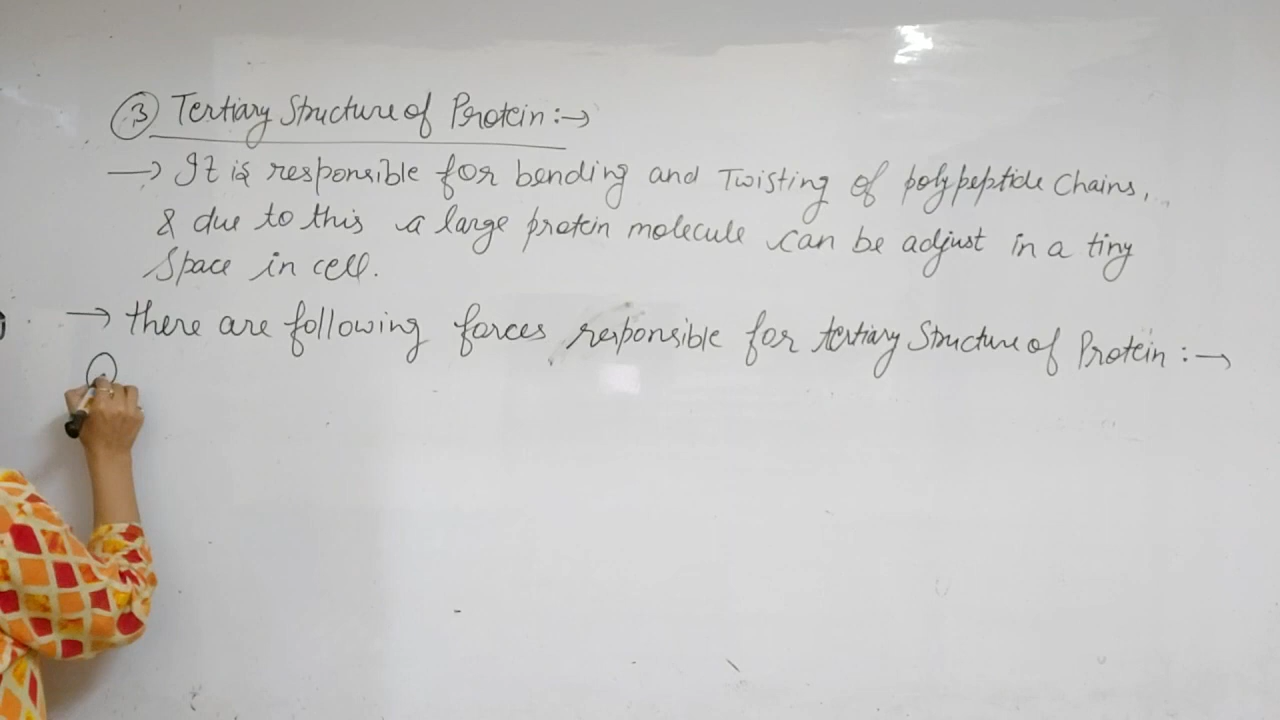 ③ Tertiary Structure of Protein :→
→ It is responsible for bending and Twisting of polypeptide Chains,
& due to this a large protein molecule can be adjust in a tiny
Space in cell.
→ there are following forces responsible for tertiary Structure of Protein :→